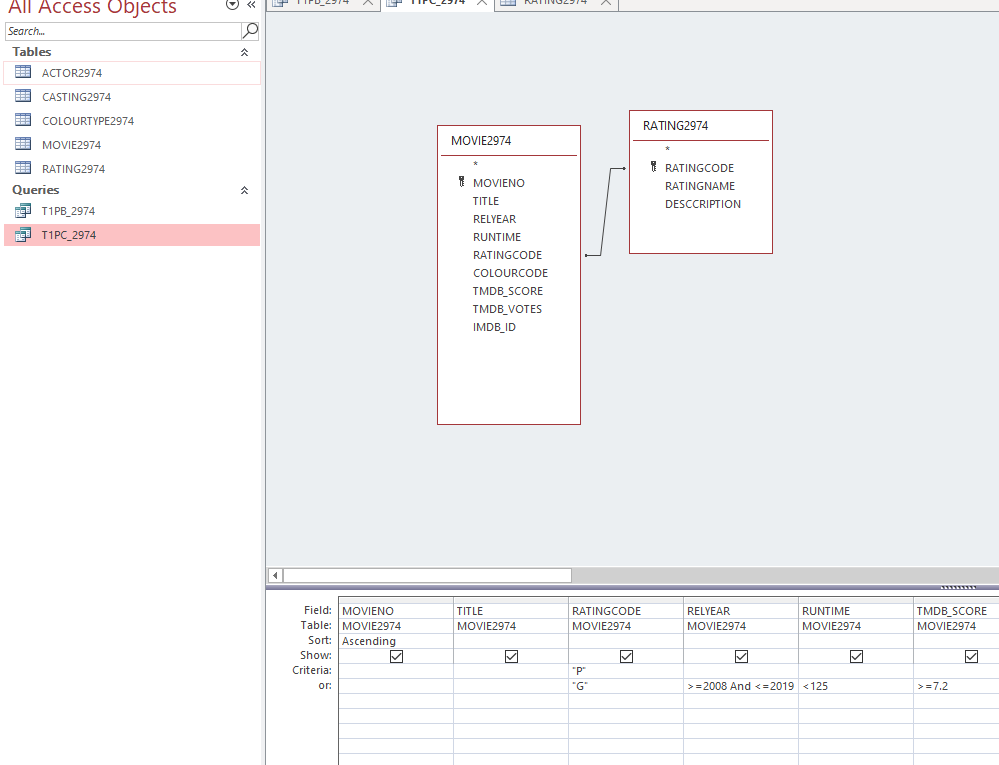 All Access Objects
T1PB_2974
T1PC_2974
RATING2974
Search...
Tables
ACTOR2974
CASTING2974
COLOURTYPE2974
MOVIE2974
RATING2974
Queries
T1PB_2974
T1PC_2974
MOVIE2974
*
MOVIENO
TITLE
RELYEAR
RUNTIME
RATINGCODE
COLOURCODE
TMDB_SCORE
TMDB_VOTES
IMDB_ID
RATING2974
*
RATINGCODE
RATINGNAME
DESCCRIPTION
Field: MOVIENO TITLE RATINGCODE RELYEAR RUNTIME TMDB_SCORE
Table: MOVIE2974 MOVIE2974 MOVIE2974 MOVIE2974 MOVIE2974 MOVIE2974
Sort: Ascending
Show:
Criteria: "P"
or: "G" >=2008 And <=2019 <125 >=7.2